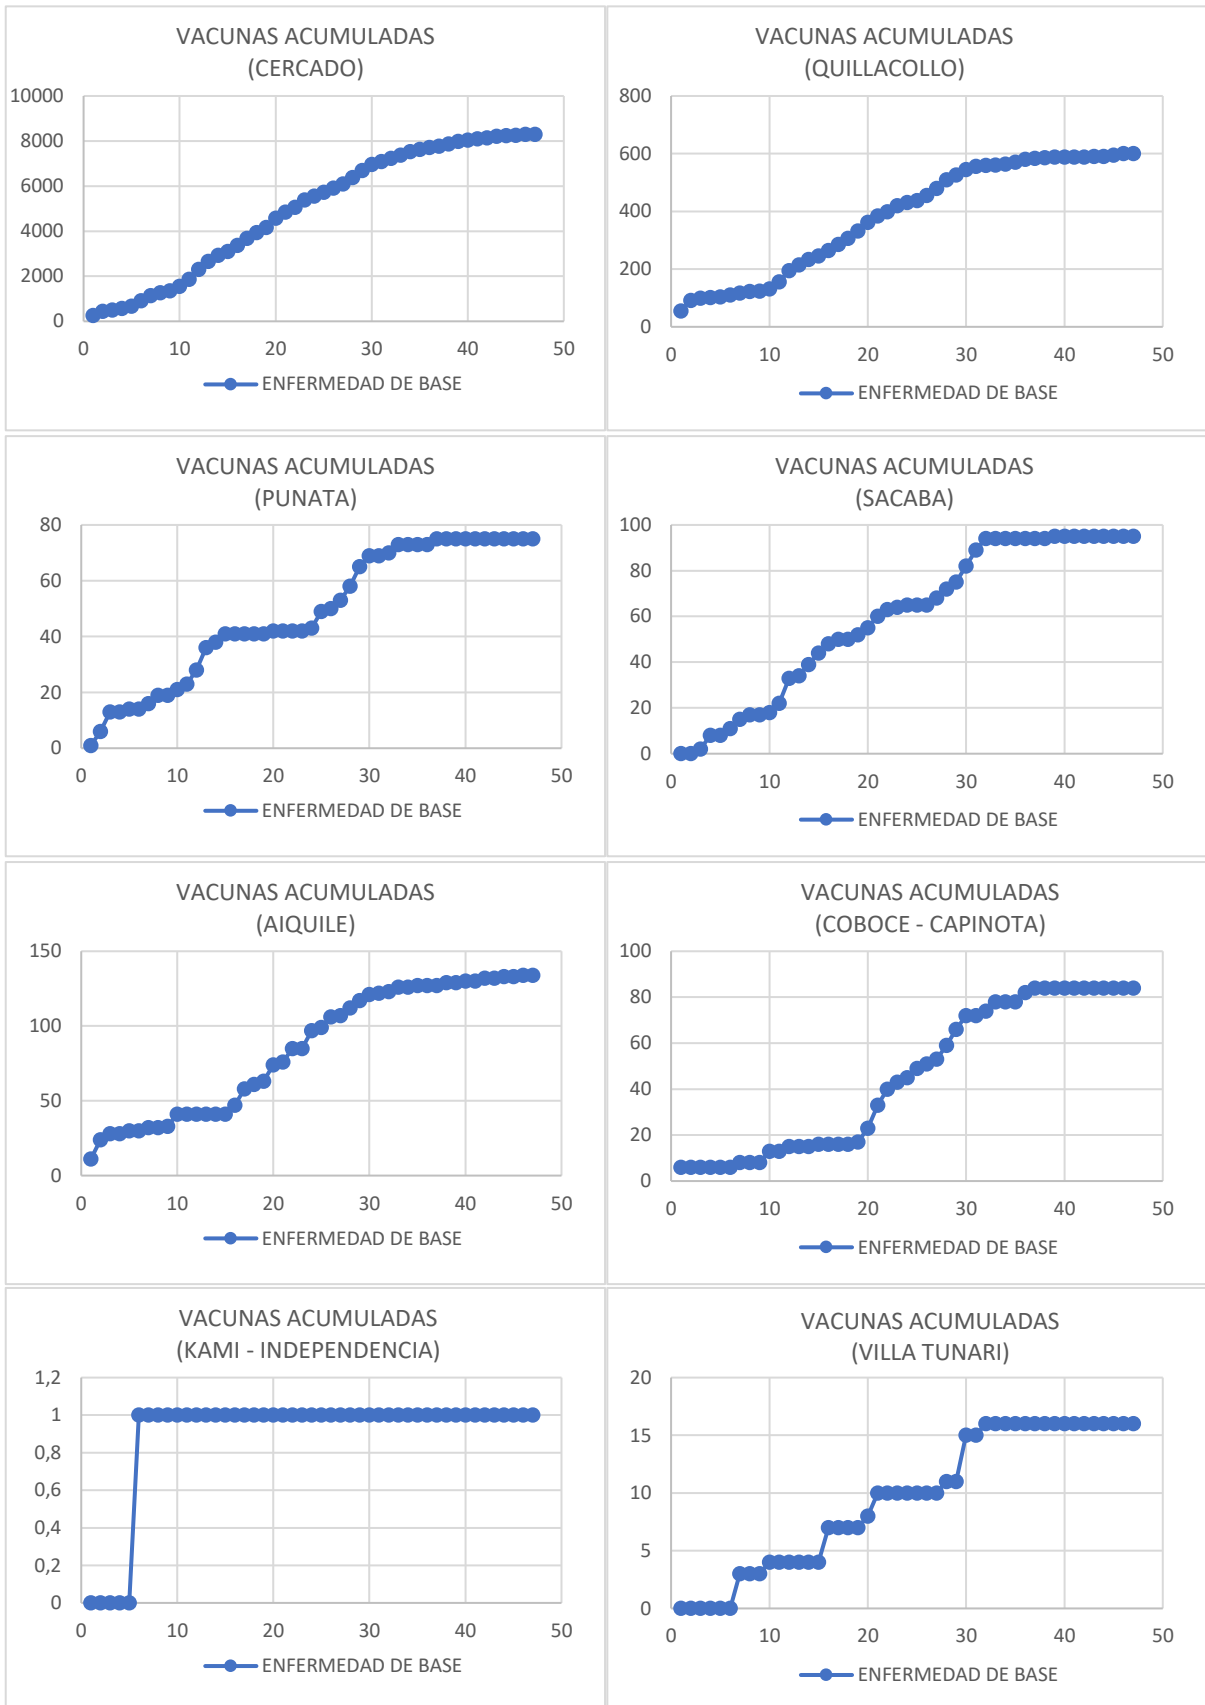 VACUNAS ACUMULADAS
(CERCADO)
10000
8000
6000
4000
2000
0
0 10 20 30 40 50
ENFERMEDAD DE BASE
VACUNAS ACUMULADAS
(QUILLACOLLO)
800
600
400
200
0
0 10 20 30 40 50
ENFERMEDAD DE BASE
VACUNAS ACUMULADAS
(PUNATA)
80
60
40
20
0
0 10 20 30 40 50
ENFERMEDAD DE BASE
VACUNAS ACUMULADAS
(SACABA)
100
80
60
40
20
0
0 10 20 30 40 50
ENFERMEDAD DE BASE
VACUNAS ACUMULADAS
(AIQUILE)
150
100
50
0
0 10 20 30 40 50
ENFERMEDAD DE BASE
VACUNAS ACUMULADAS
(COBOCE - CAPINOTA)
100
80
60
40
20
0
0 10 20 30 40 50
ENFERMEDAD DE BASE
VACUNAS ACUMULADAS
(KAMI - INDEPENDENCIA)
1,2
1
0,8
0,6
0,4
0,2
0
0 10 20 30 40 50
ENFERMEDAD DE BASE
VACUNAS ACUMULADAS
(VILLA TUNARI)
20
15
10
5
0
0 10 20 30 40 50
ENFERMEDAD DE BASE